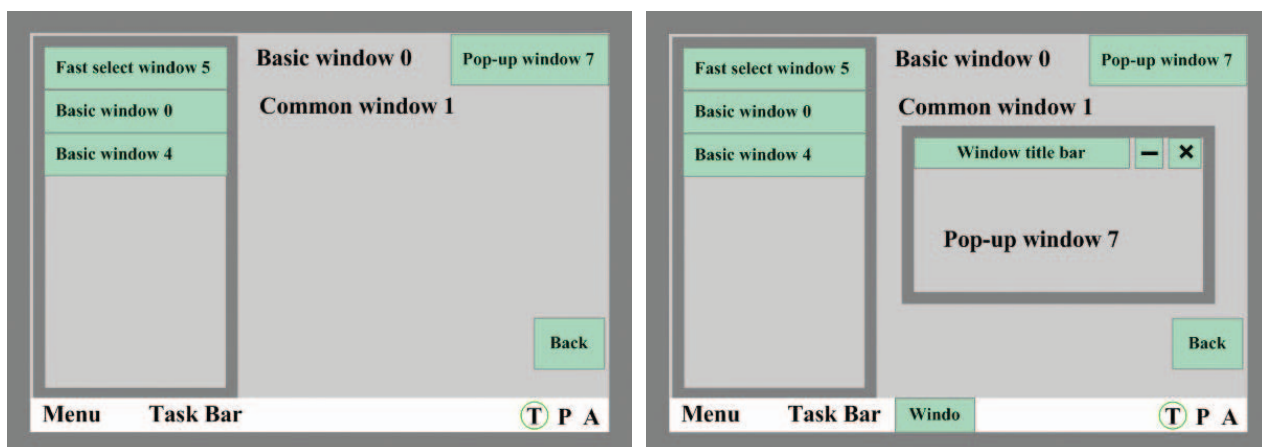 Basic window 0
Pop-up window 7
Fast select window 5
Basic window 0
Basic window 4
Common window 1
Back
Menu Task Bar T P A
Basic window 0
Pop-up window 7
Fast select window 5
Basic window 0
Basic window 4
Common window 1
Window title bar
Pop-up window 7
Back
Menu Task Bar Windo T P A